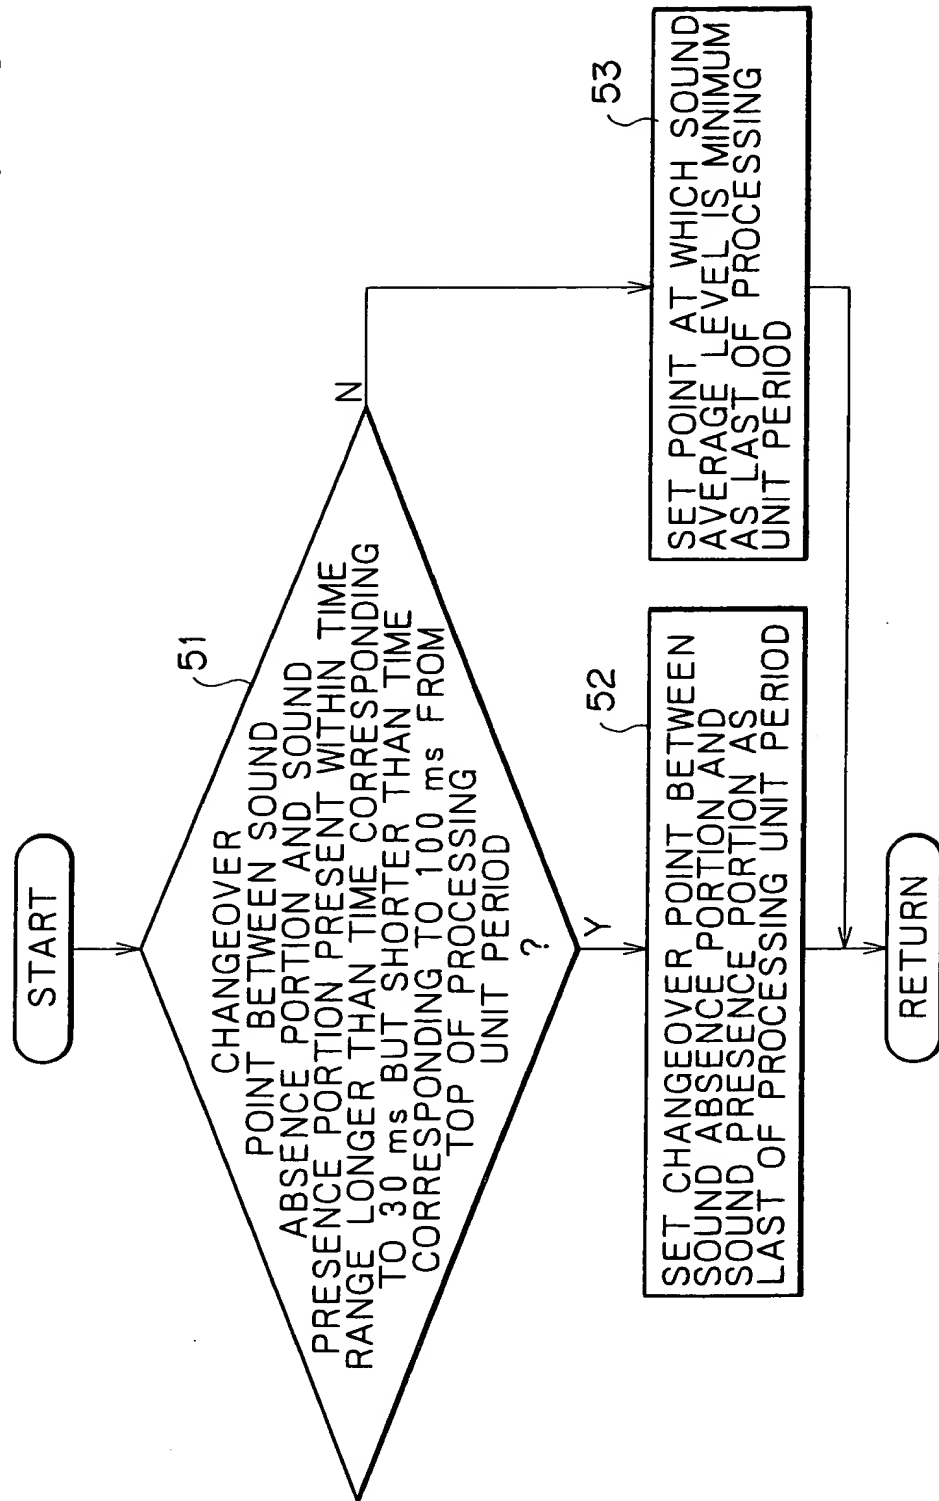 START
51
CHANGEOVER
POINT BETWEEN SOUND
ABSENCE PORTION AND SOUND
PRESENCE PORTION PRESENT WITHIN TIME
RANGE LONGER THAN TIME CORRESPONDING
TO 30 ms BUT SHORTER THAN TIME
CORRESPONDING TO 100 ms FROM
TOP OF PROCESSING
UNIT PERIOD
?
N
Y
52
SET CHANGEOVER POINT BETWEEN
SOUND ABSENCE PORTION AND
SOUND PRESENCE PORTION AS
LAST OF PROCESSING UNIT PERIOD
53
SET POINT AT WHICH SOUND
AVERAGE LEVEL IS MINIMUM
AS LAST OF PROCESSING
UNIT PERIOD
RETURN